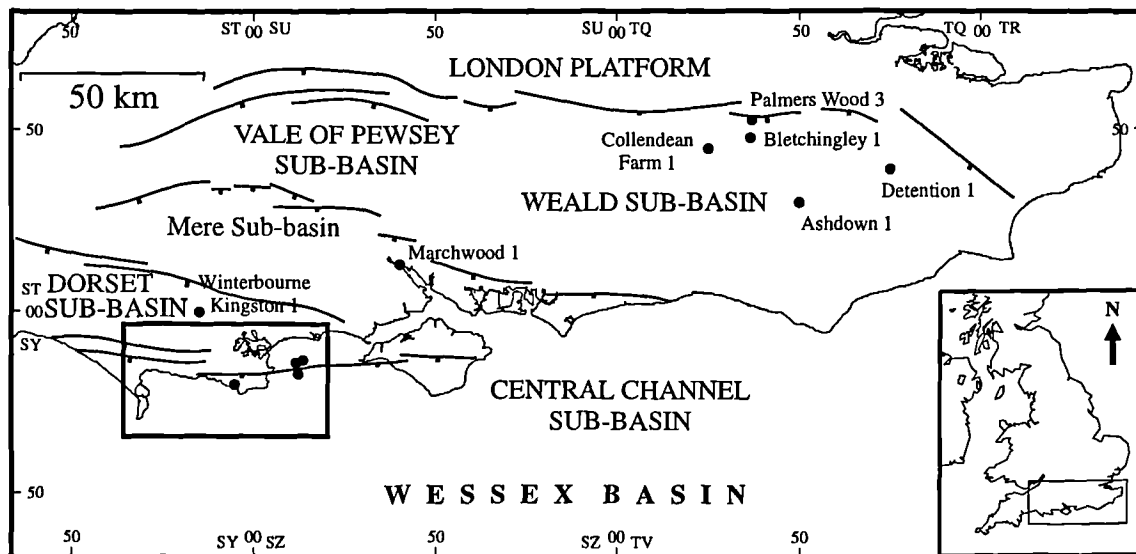 50 ST SU 50 SU 00 TQ 50 TQ 00 TR
50 km
LONDON PLATFORM
Palmers Wood 3
50
50
VALE OF PEWSEY
SUB-BASIN
Collendean
Farm 1
Bletchingley 1
Detention 1
WEALD SUB-BASIN
Ashdown 1
Mere Sub-basin
Marchwood 1
ST
00
SY
DORSET
SUB-BASIN
Winterbourne
Kingston 1
N
CENTRAL CHANNEL
SUB-BASIN
50
WESSEX BASIN
50 SY 00 SZ 50 SZ 00 TV 50